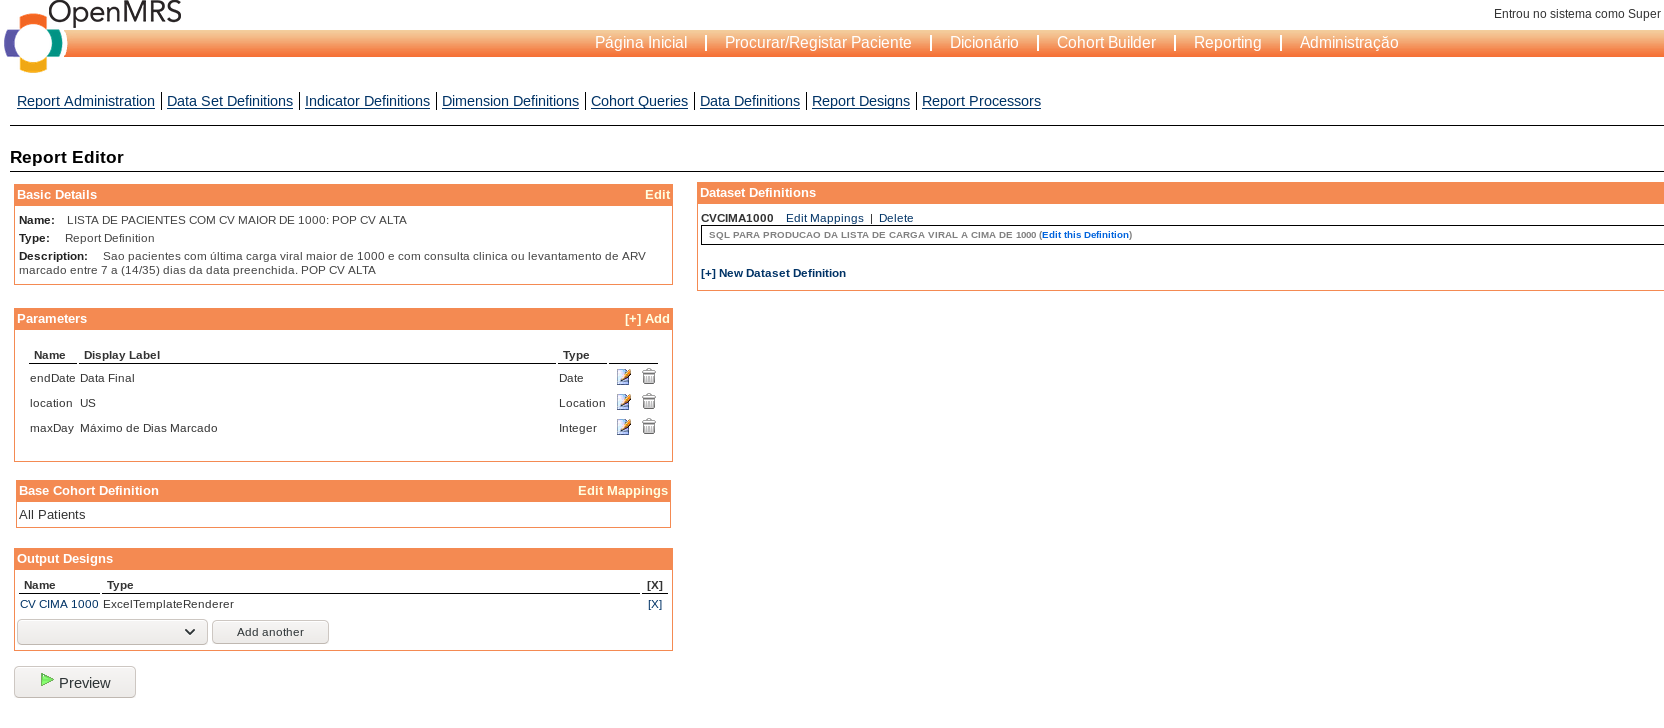 OpenMRS
Entrou no sistema como Super
Página Inicial Procurar/Registar Paciente Dicionário Cohort Builder Reporting Administração
Report Administration Data Set Definitions Indicator Definitions Dimension Definitions Cohort Queries Data Definitions Report Designs Report Processors
Report Editor
Basic Details Edit
Name: LISTA DE PACIENTES COM CV MAIOR DE 1000: POP CV ALTA
Type: Report Definition
Description: Sao pacientes com última carga viral maior de 1000 e com consulta clinica ou levantamento de ARV
marcado entre 7 a (14/35) dias da data preenchida. POP CV ALTA
Parameters [+] Add
Name Display Label Type
endDate Data Final Date
location US Location
maxDay Máximo de Dias Marcado Integer
Base Cohort Definition Edit Mappings
All Patients
Output Designs
Name Type [X]
CV CIMA 1000 ExcelTemplateRenderer [X]
Add another
Preview
Dataset Definitions
CVCIMA1000 Edit Mappings | Delete
SQL PARA PRODUCAO DA LISTA DE CARGA VIRAL A CIMA DE 1000 (Edit this Definition)
[+] New Dataset Definition